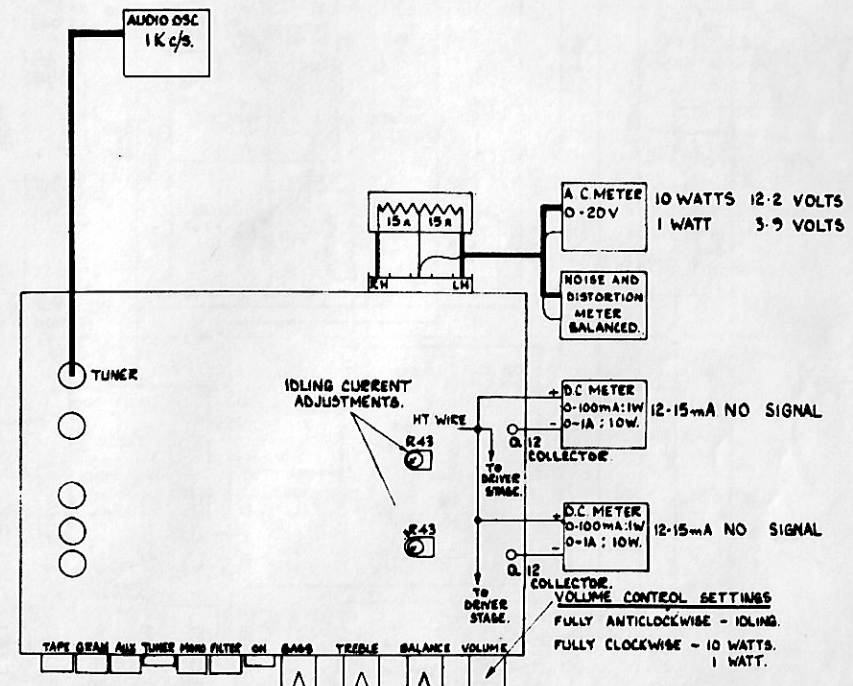 AUDIO OSC
1 K c/s.
A.C. METER
0-20V
10 WATTS 12.2 VOLTS
1 WATT 3.9 VOLTS
15Ω 15Ω
RH LH
NOISE AND
DISTORTION
METER
BALANCED.
TUNER
IDLING CURRENT
ADJUSTMENTS.
HT WIRE
R43
+ D.C METER
0-100mA:1W
- 0-1A : 10W.
12-15mA NO SIGNAL
Q.12
COLLECTOR.
TO
DRIVER
STAGE.
R43
+ D.C. METER
0-100mA:1W
- 0-1A : 10W.
12-15mA NO SIGNAL
Q.12
COLLECTOR.
TO
DRIVER
STAGE.
VOLUME CONTROL SETTINGS
FULLY ANTICLOCKWISE - IDLING.
FULLY CLOCKWISE - 10 WATTS.
1 WATT.
TAPE GRAM AUX TUNER MONO FILTER ON BASS TREBLE BALANCE VOLUME